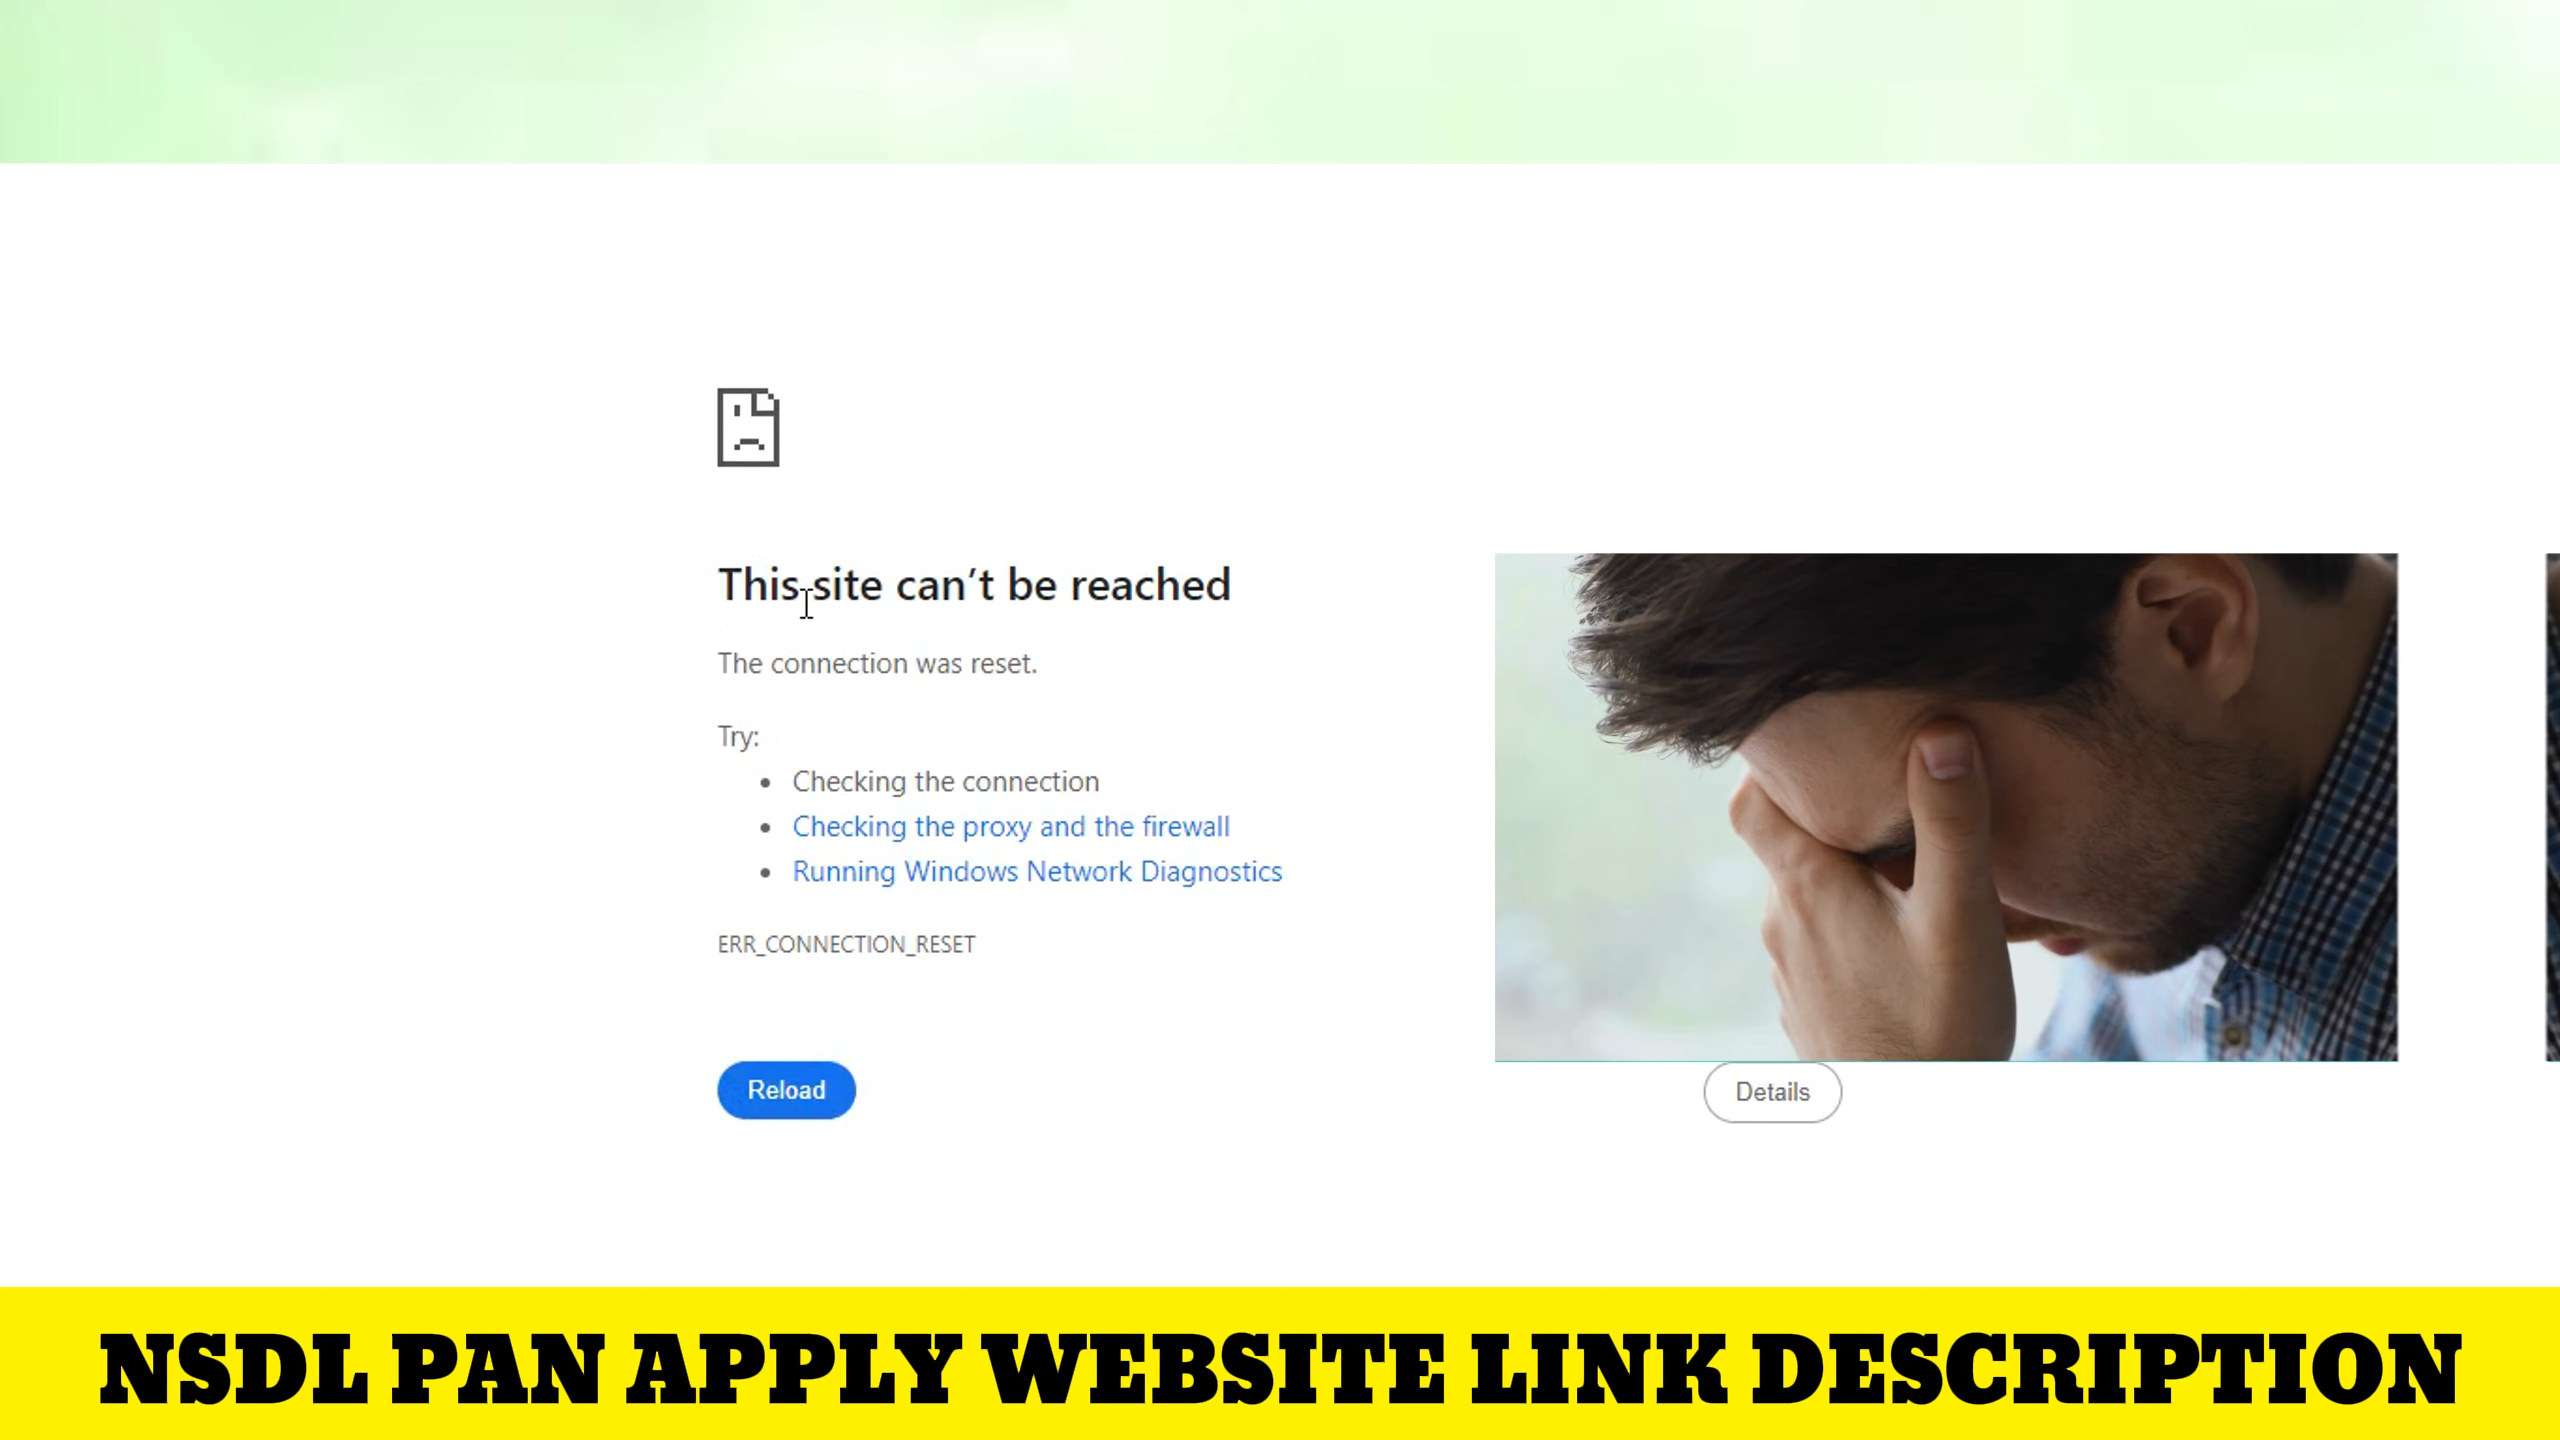 This site can’t be reached
The connection was reset.
Try:
• Checking the connection
• Checking the proxy and the firewall
• Running Windows Network Diagnostics
ERR_CONNECTION_RESET
Reload
Details
NSDL PAN APPLY WEBSITE LINK DESCRIPTION